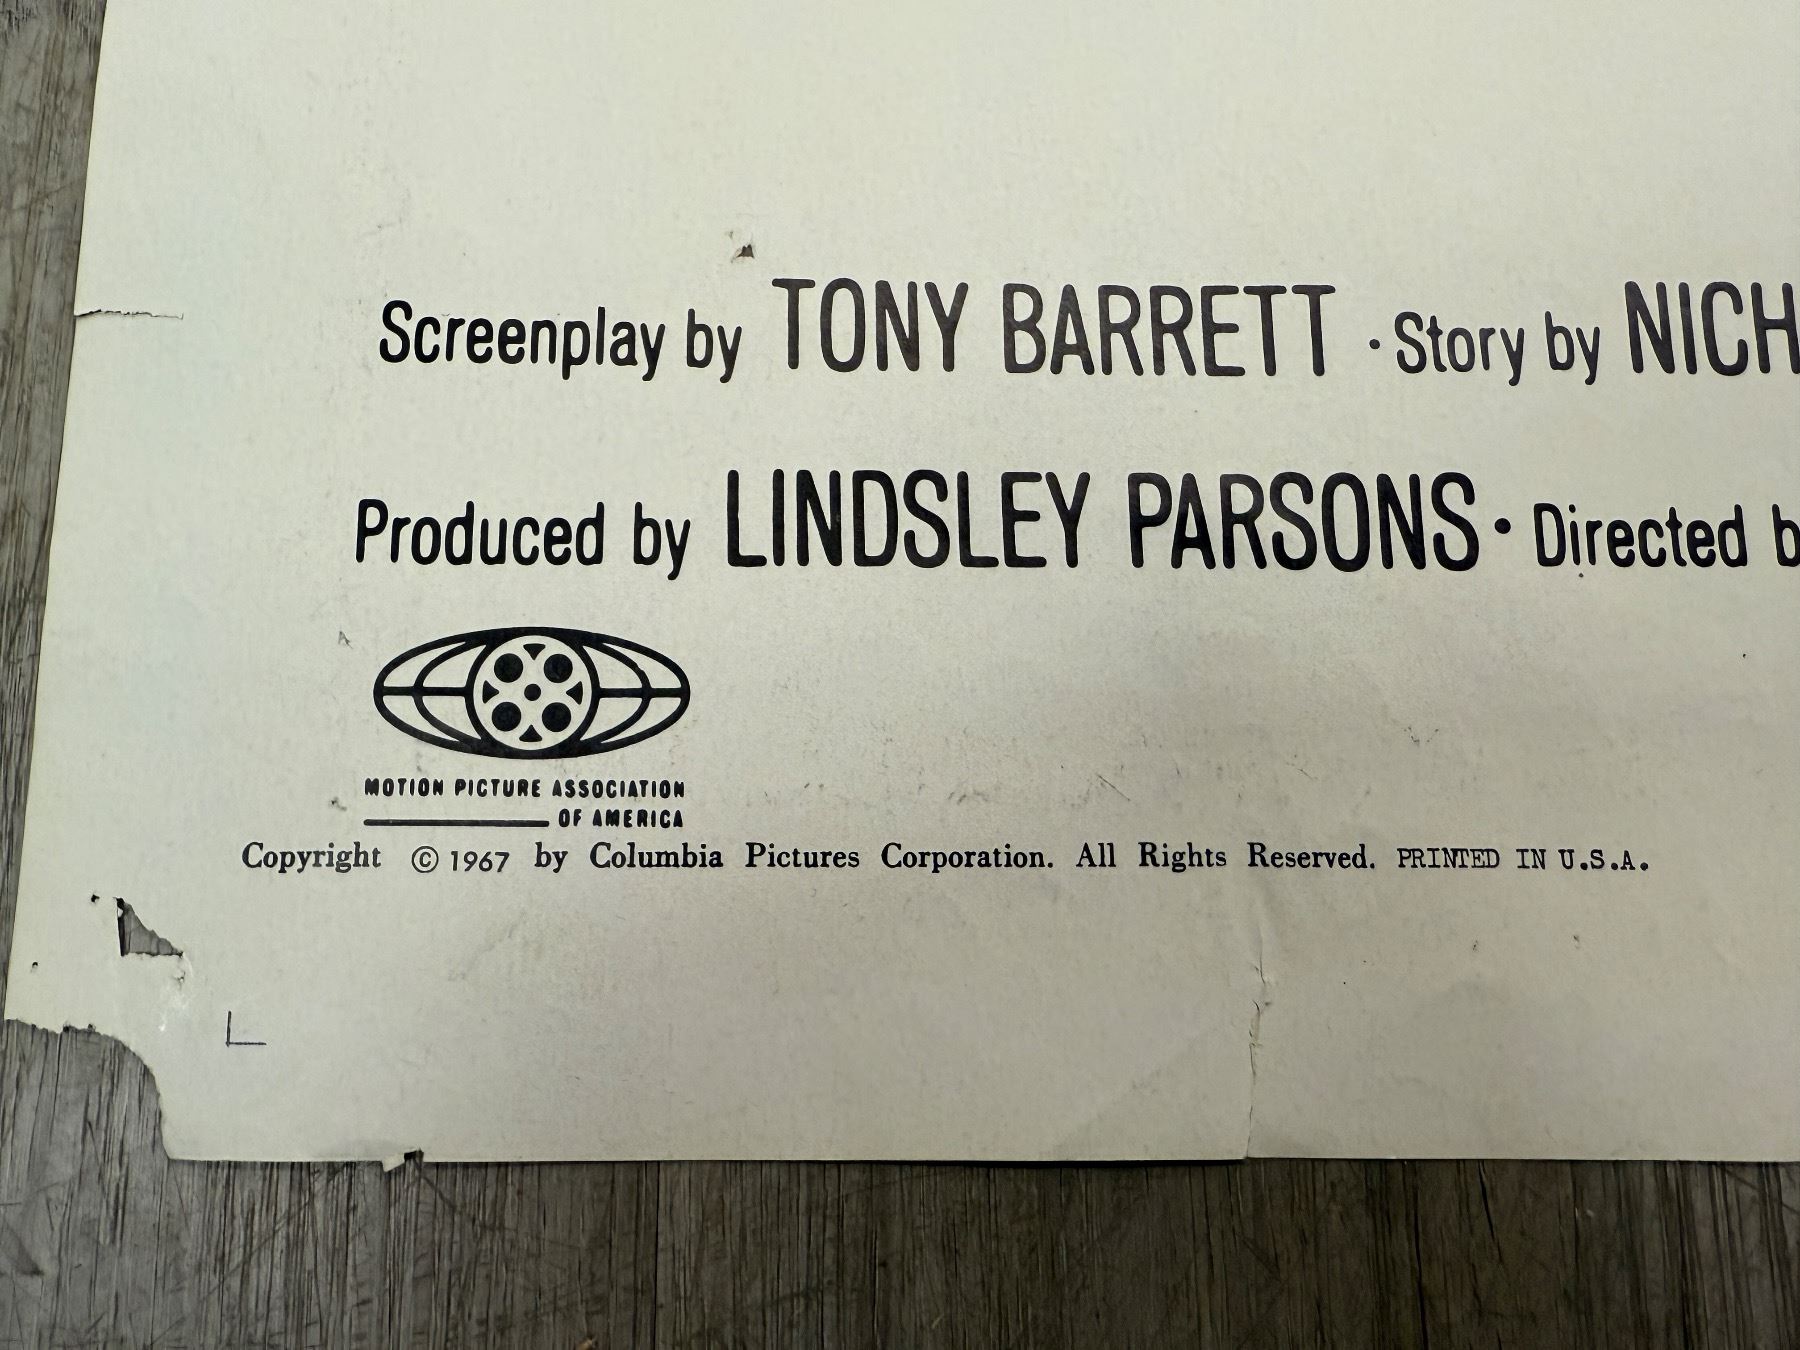 Screenplay by TONY BARRETT · Story by NICH
Produced by LINDSLEY PARSONS · Directed b
MOTION PICTURE ASSOCIATION
OF AMERICA
Copyright © 1967 by Columbia Pictures Corporation. All Rights Reserved. PRINTED IN U.S.A.